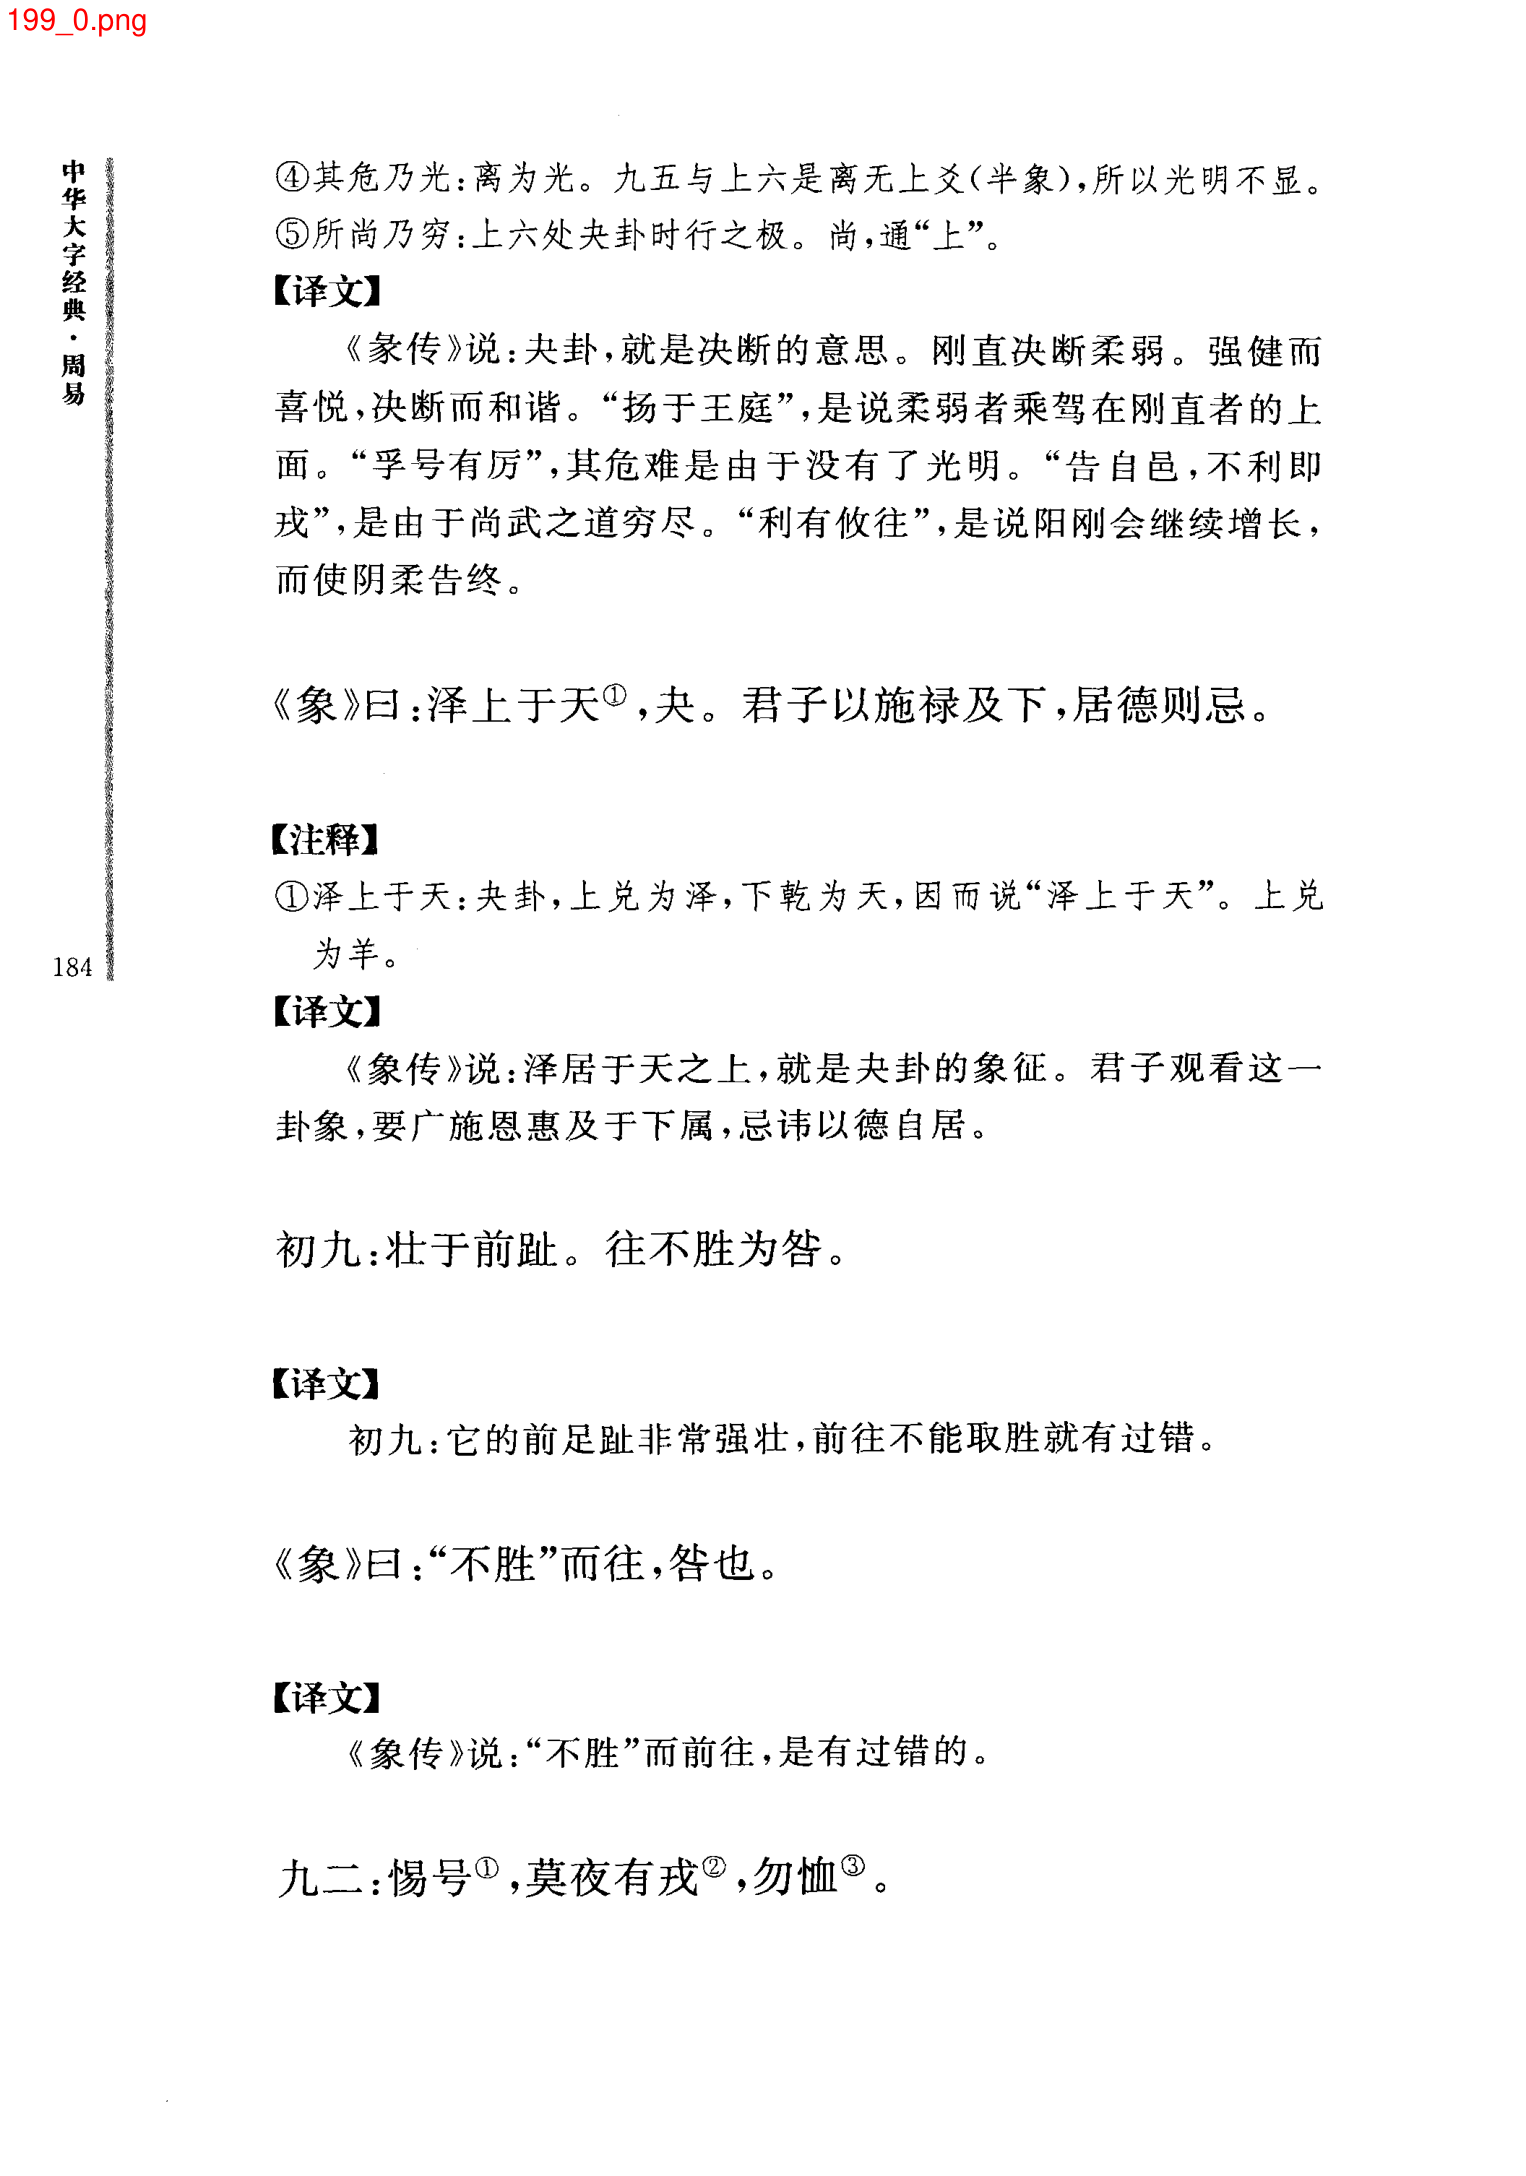 199_0.png
中华大字经典·周易
184
④其危乃光:离为光。九五与上六是离无上爻(半象),所以光明不显。
⑤所尚乃穷:上六处夬卦时行之极。尚,通“上”。
【译文】
《彖传》说:夬卦,就是决断的意思。刚直决断柔弱。强健而
喜悦,决断而和谐。“扬于王庭”,是说柔弱者乘驾在刚直者的上
面。“孚号有厉”,其危难是由于没有了光明。“告自邑,不利即
戎”,是由于尚武之道穷尽。“利有攸往”,是说阳刚会继续增长,
而使阴柔告终。
《象》曰:泽上于天①,夬。君子以施禄及下,居德则忌。
【注释】
①泽上于天:夬卦,上兑为泽,下乾为天,因而说“泽上于天”。上兑
为羊。
【译文】
《象传》说:泽居于天之上,就是夬卦的象征。君子观看这一
卦象,要广施恩惠及于下属,忌讳以德自居。
初九:壮于前趾。往不胜为咎。
【译文】
初九:它的前足趾非常强壮,前往不能取胜就有过错。
《象》曰:“不胜”而往,咎也。
【译文】
《象传》说:“不胜”而前往,是有过错的。
九二:惕号①,莫夜有戎②,勿恤③。